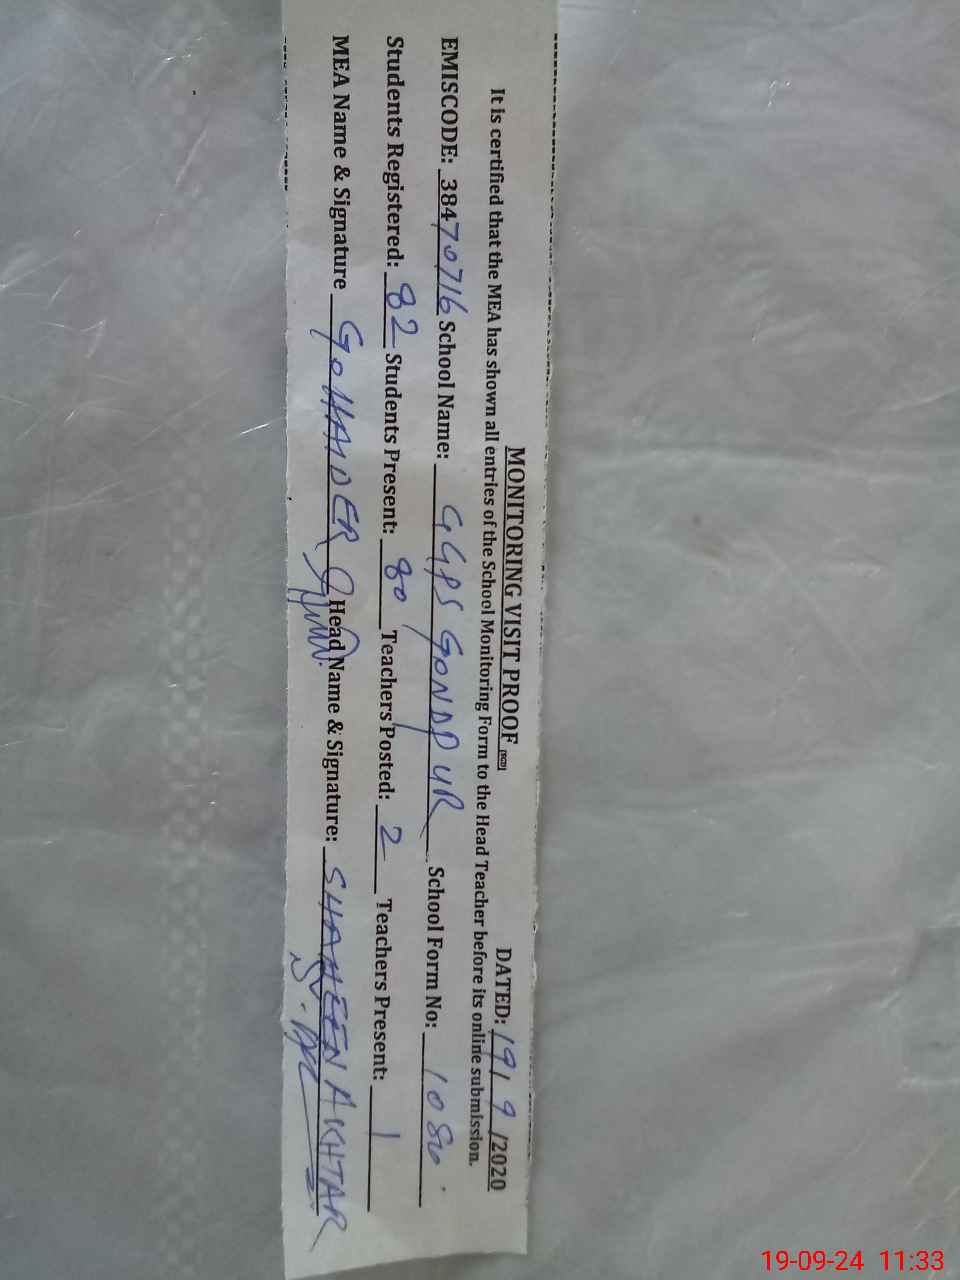 MONITORING VISIT PROOF (SGD) DATED: 19/9/2020
It is certified that the MEA has shown all entries of the School Monitoring Form to the Head Teacher before its online submission.
EMISCODE: 38470716 School Name: GGPS GONDPUR School Form No:
Students Registered: 82 Students Present: 80 Teachers Posted: 2 Teachers Present: 1
MEA Name & Signature G.HAIDER Head Name & Signature: SHAHEEN AKHTAR
19-09-24 11:33